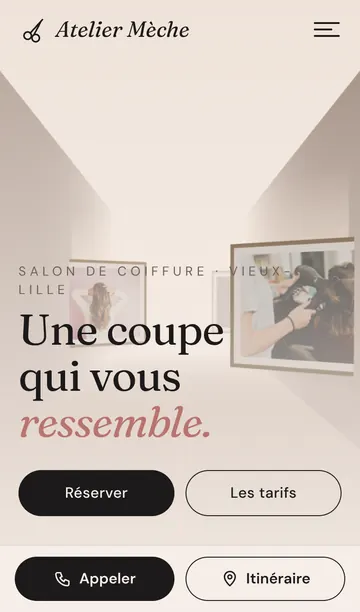 Atelier Mèche
SALON DE COIFFURE · VIEUX-
LILLE
Une coupe
qui vous
ressemble.
Réserver
Les tarifs
Appeler
Itinéraire